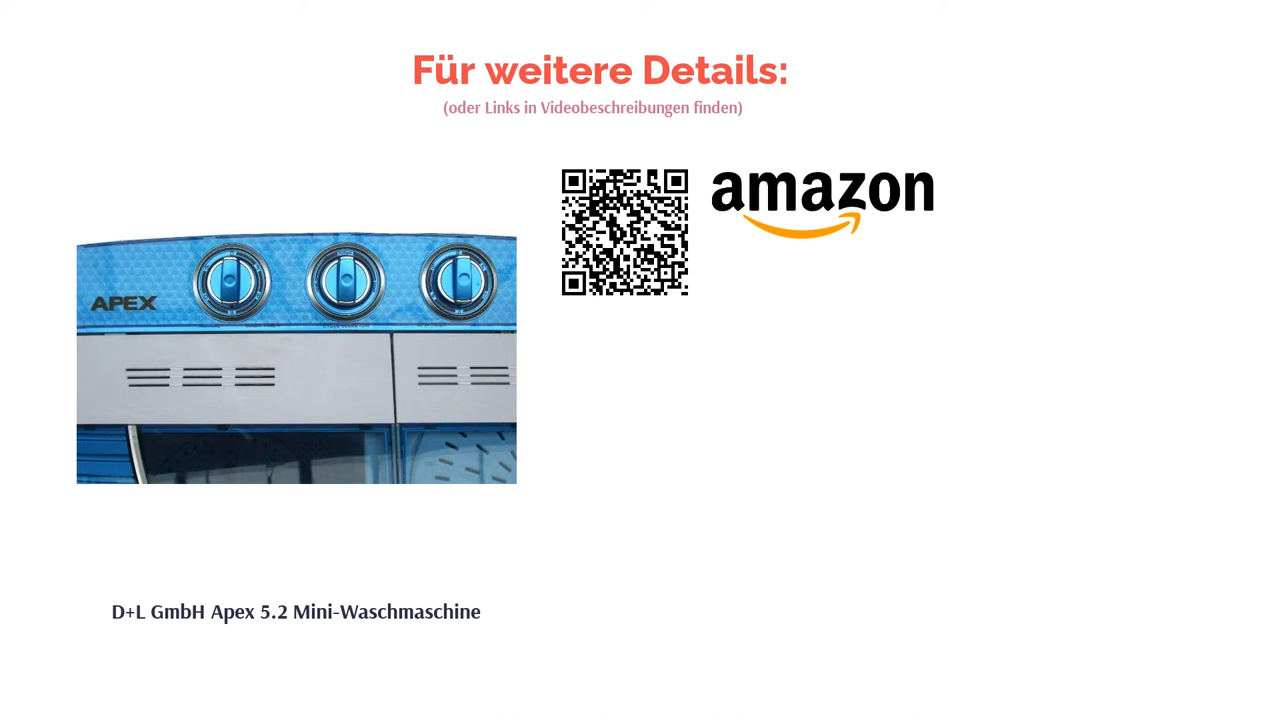 Für weitere Details:
(oder Links in Videobeschreibungen finden)
amazon
APEX
D+L GmbH Apex 5.2 Mini-Waschmaschine